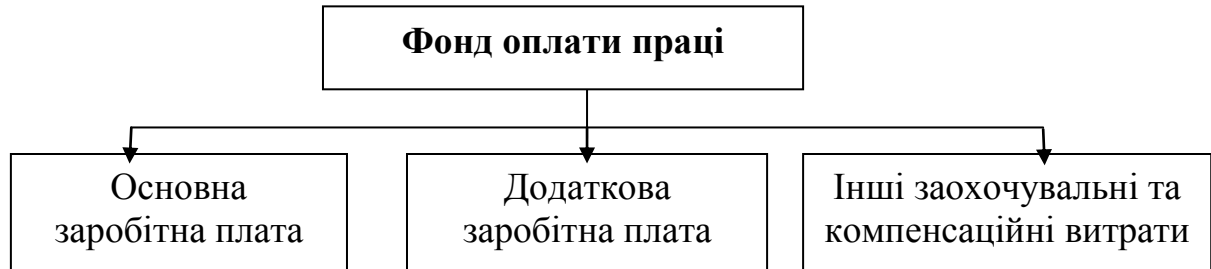 Фонд оплати праці
Основна
заробітна плата
Додаткова
заробітна плата
Інші заохочувальні та
компенсаційні витрати